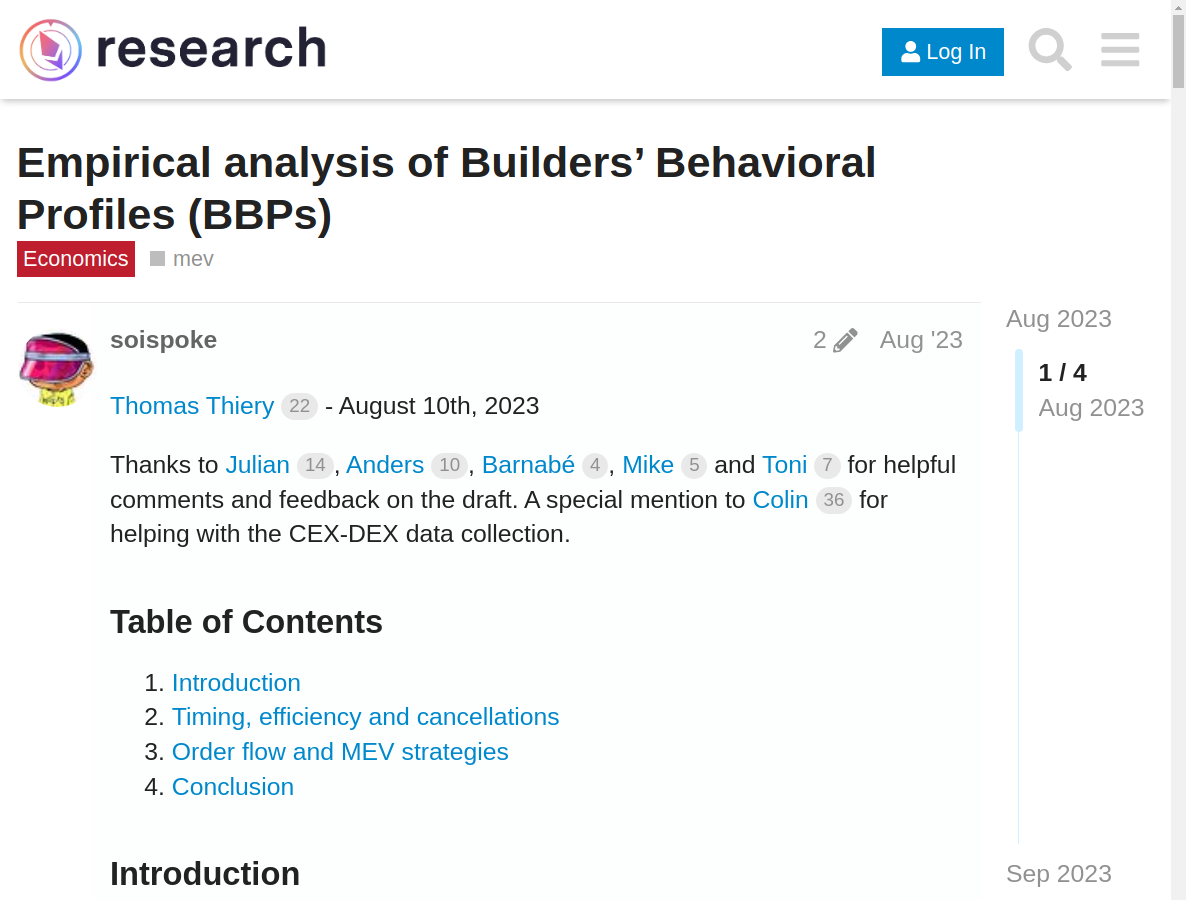 research
Log In
Empirical analysis of Builders’ Behavioral
Profiles (BBPs)
Economics mev
soispoke 2 Aug '23
Thomas Thiery 22 - August 10th, 2023
Thanks to Julian 14, Anders 10, Barnabé 4, Mike 5 and Toni 7 for helpful
comments and feedback on the draft. A special mention to Colin 36 for
helping with the CEX-DEX data collection.
Table of Contents
1. Introduction
2. Timing, efficiency and cancellations
3. Order flow and MEV strategies
4. Conclusion
Introduction
Aug 2023
1 / 4
Aug 2023
Sep 2023